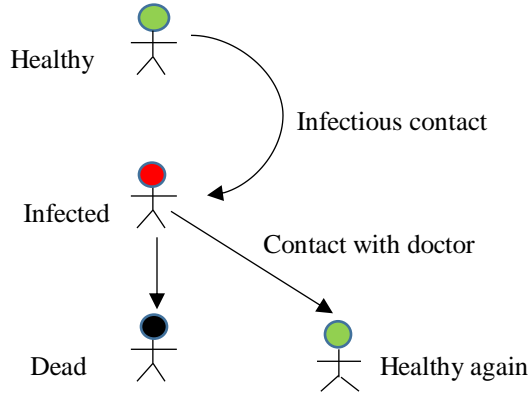 Healthy
Infectious contact
Infected
Contact with doctor
Dead
Healthy again